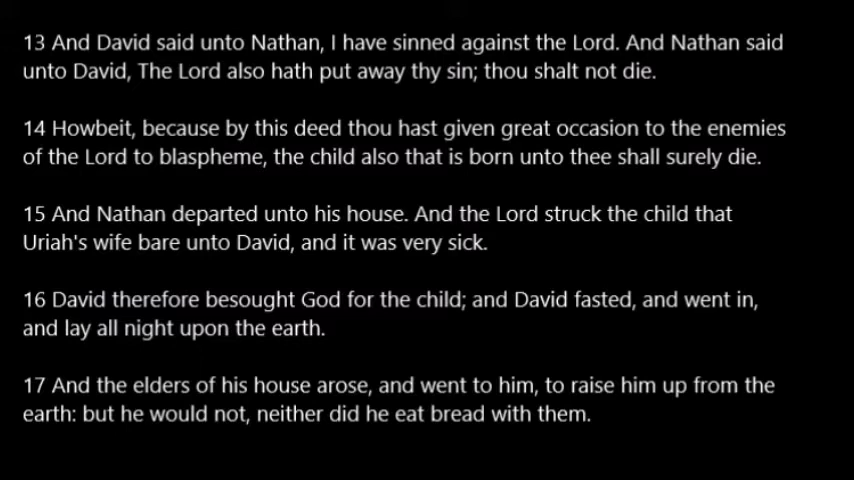 13 And David said unto Nathan, I have sinned against the Lord. And Nathan said
unto David, The Lord also hath put away thy sin; thou shalt not die.
14 Howbeit, because by this deed thou hast given great occasion to the enemies
of the Lord to blaspheme, the child also that is born unto thee shall surely die.
15 And Nathan departed unto his house. And the Lord struck the child that
Uriah's wife bare unto David, and it was very sick.
16 David therefore besought God for the child; and David fasted, and went in,
and lay all night upon the earth.
17 And the elders of his house arose, and went to him, to raise him up from the
earth: but he would not, neither did he eat bread with them.